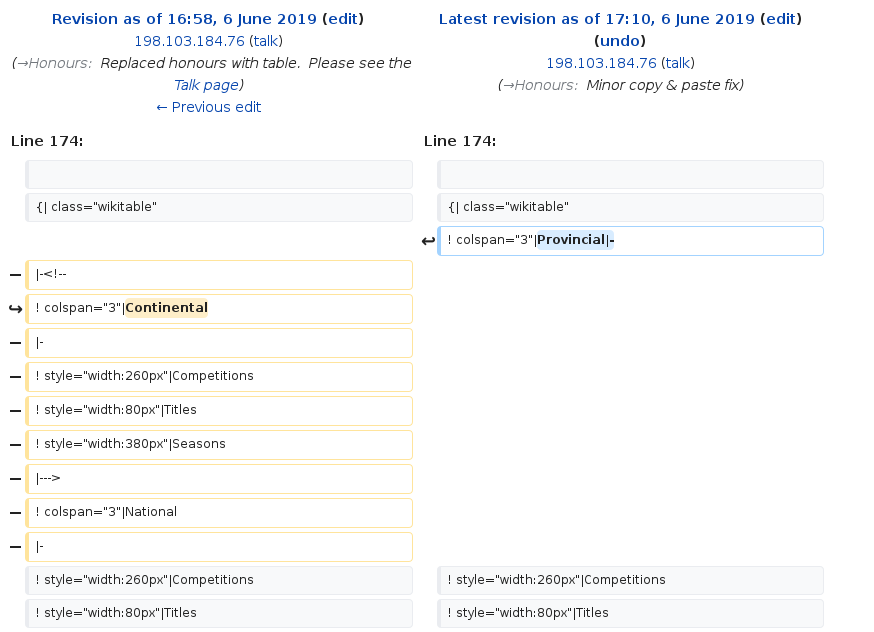 Revision as of 16:58, 6 June 2019 (edit)
198.103.184.76 (talk)
(→Honours: Replaced honours with table. Please see the
Talk page)
← Previous edit
Latest revision as of 17:10, 6 June 2019 (edit)
(undo)
198.103.184.76 (talk)
(→Honours: Minor copy & paste fix)
Line 174:
Line 174:
{| class="wikitable"
{| class="wikitable"
↩ ! colspan="3"|Provincial|-
− |-<!--
↪ ! colspan="3"|Continental
− |-
− ! style="width:260px"|Competitions
− ! style="width:80px"|Titles
− ! style="width:380px"|Seasons
− |--->
− ! colspan="3"|National
− |-
! style="width:260px"|Competitions
! style="width:260px"|Competitions
! style="width:80px"|Titles
! style="width:80px"|Titles